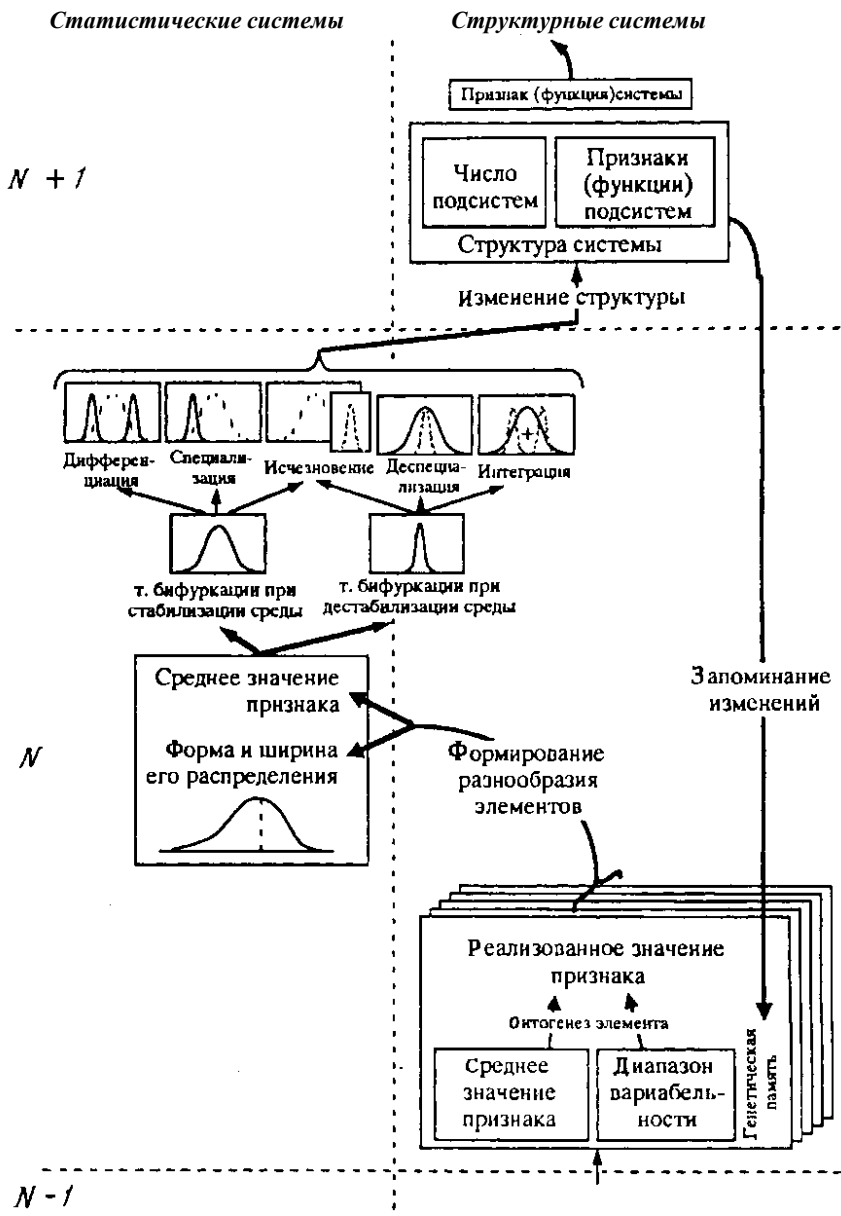 Статистические системы
Структурные системы
Признак (функция)системы
N + 1
Число
подсистем
Признаки
(функции)
подсистем
Структура системы
Изменение структуры
Дифферен-
циация
Специали-
зация
Исчезновение
Деспециа-
лизация
Интеграция
т. бифуркации при
стабилизации среды
т. бифуркации при
дестабилизации среды
Среднее значение
признака
Форма и ширина
его распределения
N
Формирование
разнообразия
элементов
Запоминание
изменений
Реализованное значение
признака
Онтогенез элемента
Среднее
значение
признака
Диапазон
вариабель-
ности
Генетическая
память
N - 1